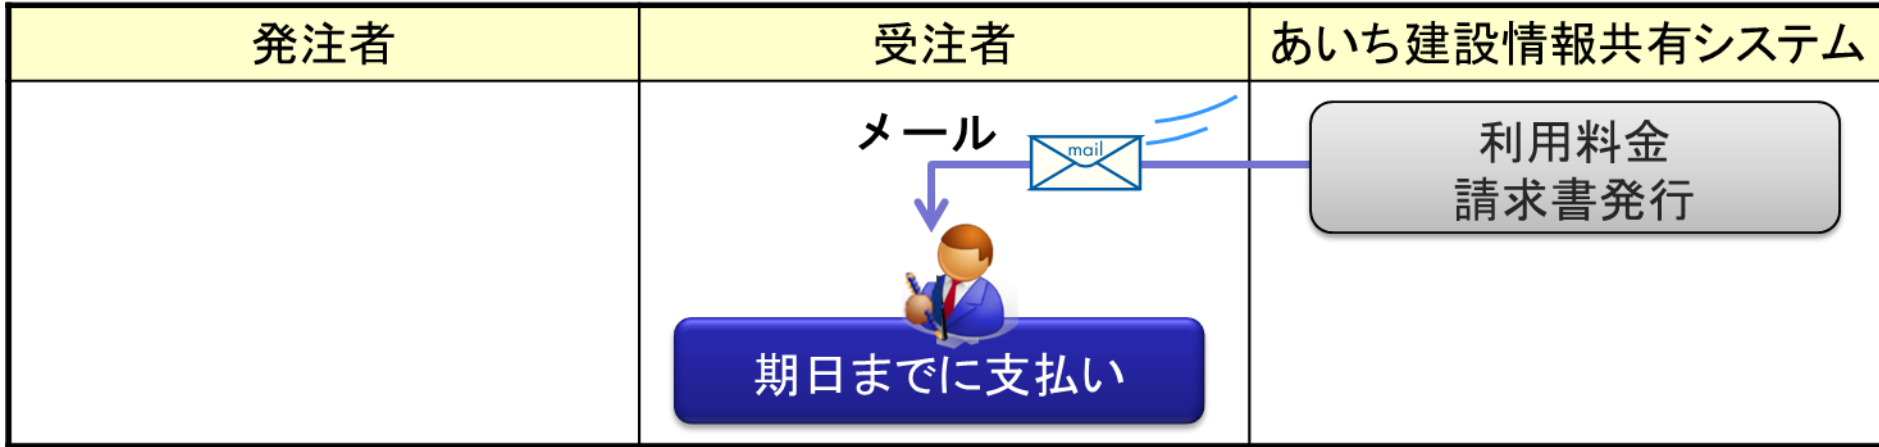 発注者
受注者
あいち建設情報共有システム
メール
mail
利用料金
請求書発行
期日までに支払い